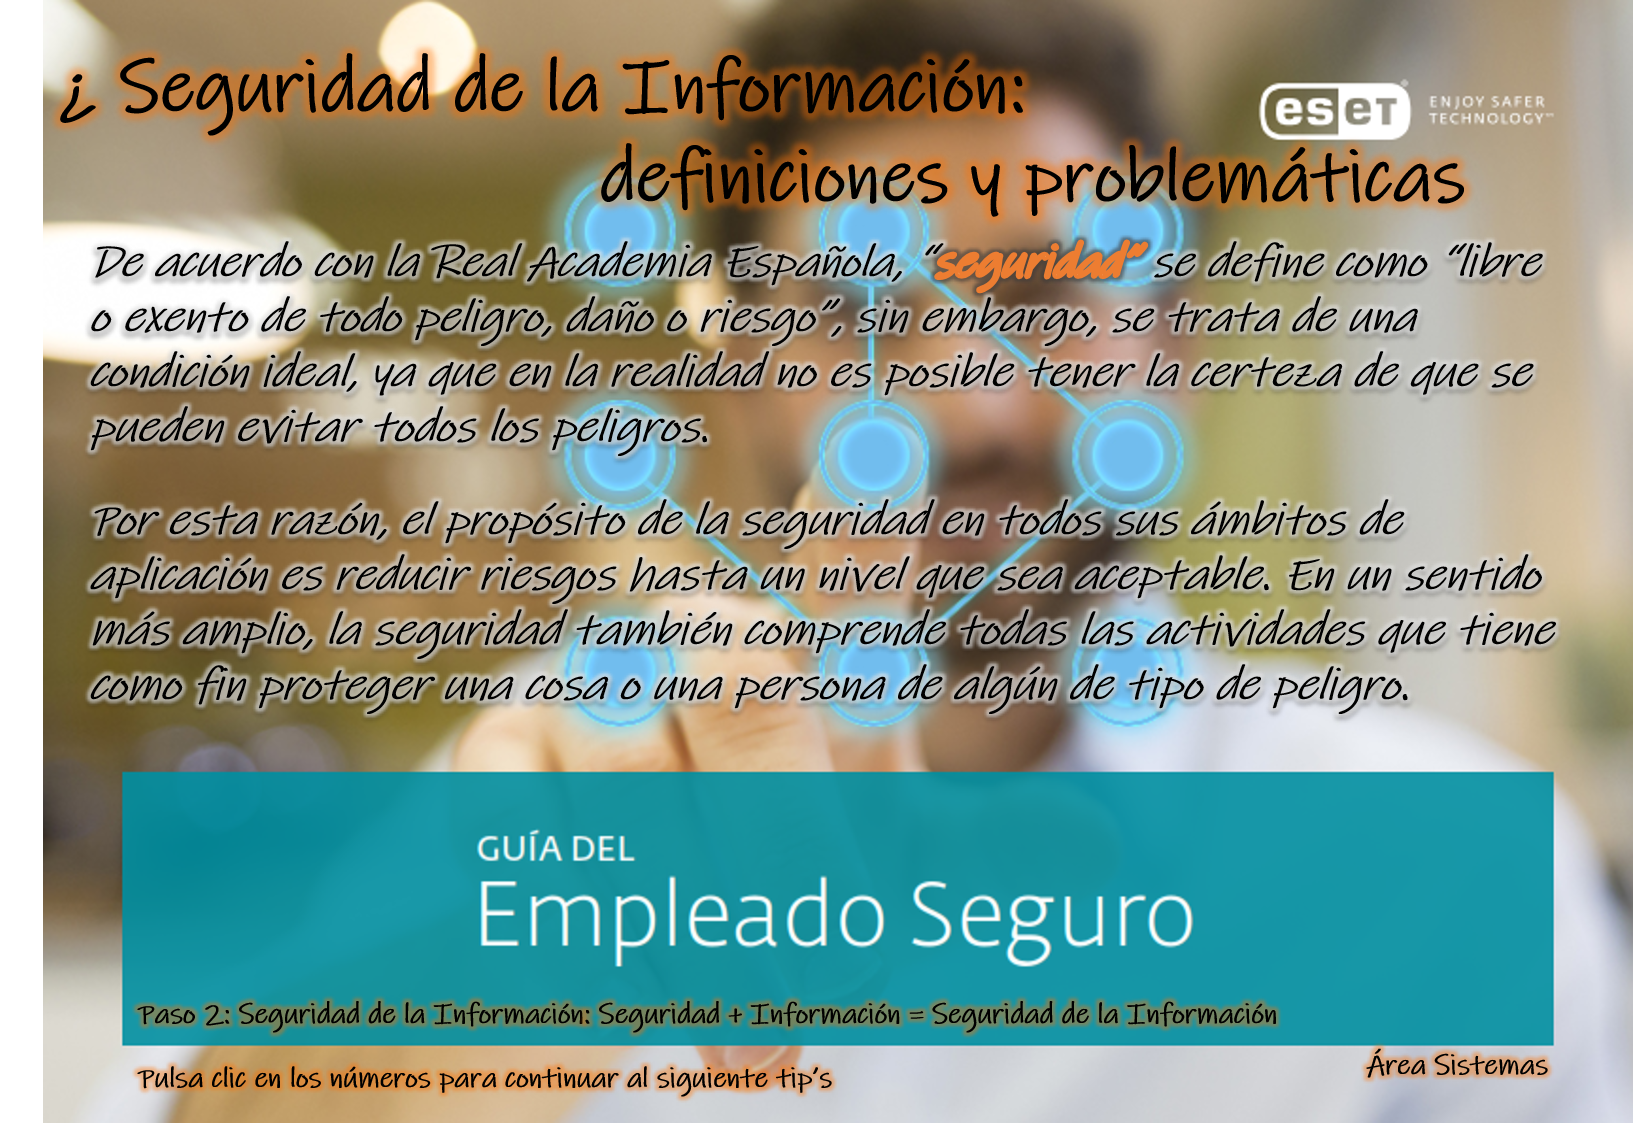 ¿ Seguridad de la Información:
eseT® ENJOY SAFER
TECHNOLOGY™
definiciones y problemáticas
De acuerdo con la Real Academia Española, “seguridad” se define como “libre
o exento de todo peligro, daño o riesgo”, sin embargo, se trata de una
condición ideal, ya que en la realidad no es posible tener la certeza de que se
pueden evitar todos los peligros.
Por esta razón, el propósito de la seguridad en todos sus ámbitos de
aplicación es reducir riesgos hasta un nivel que sea aceptable. En un sentido
más amplio, la seguridad también comprende todas las actividades que tiene
como fin proteger una cosa o una persona de algún de tipo de peligro.
GUÍA DEL
Empleado Seguro
Paso 2: Seguridad de la Información: Seguridad + Información = Seguridad de la Información
Área Sistemas
Pulsa clic en los números para continuar al siguiente tip’s